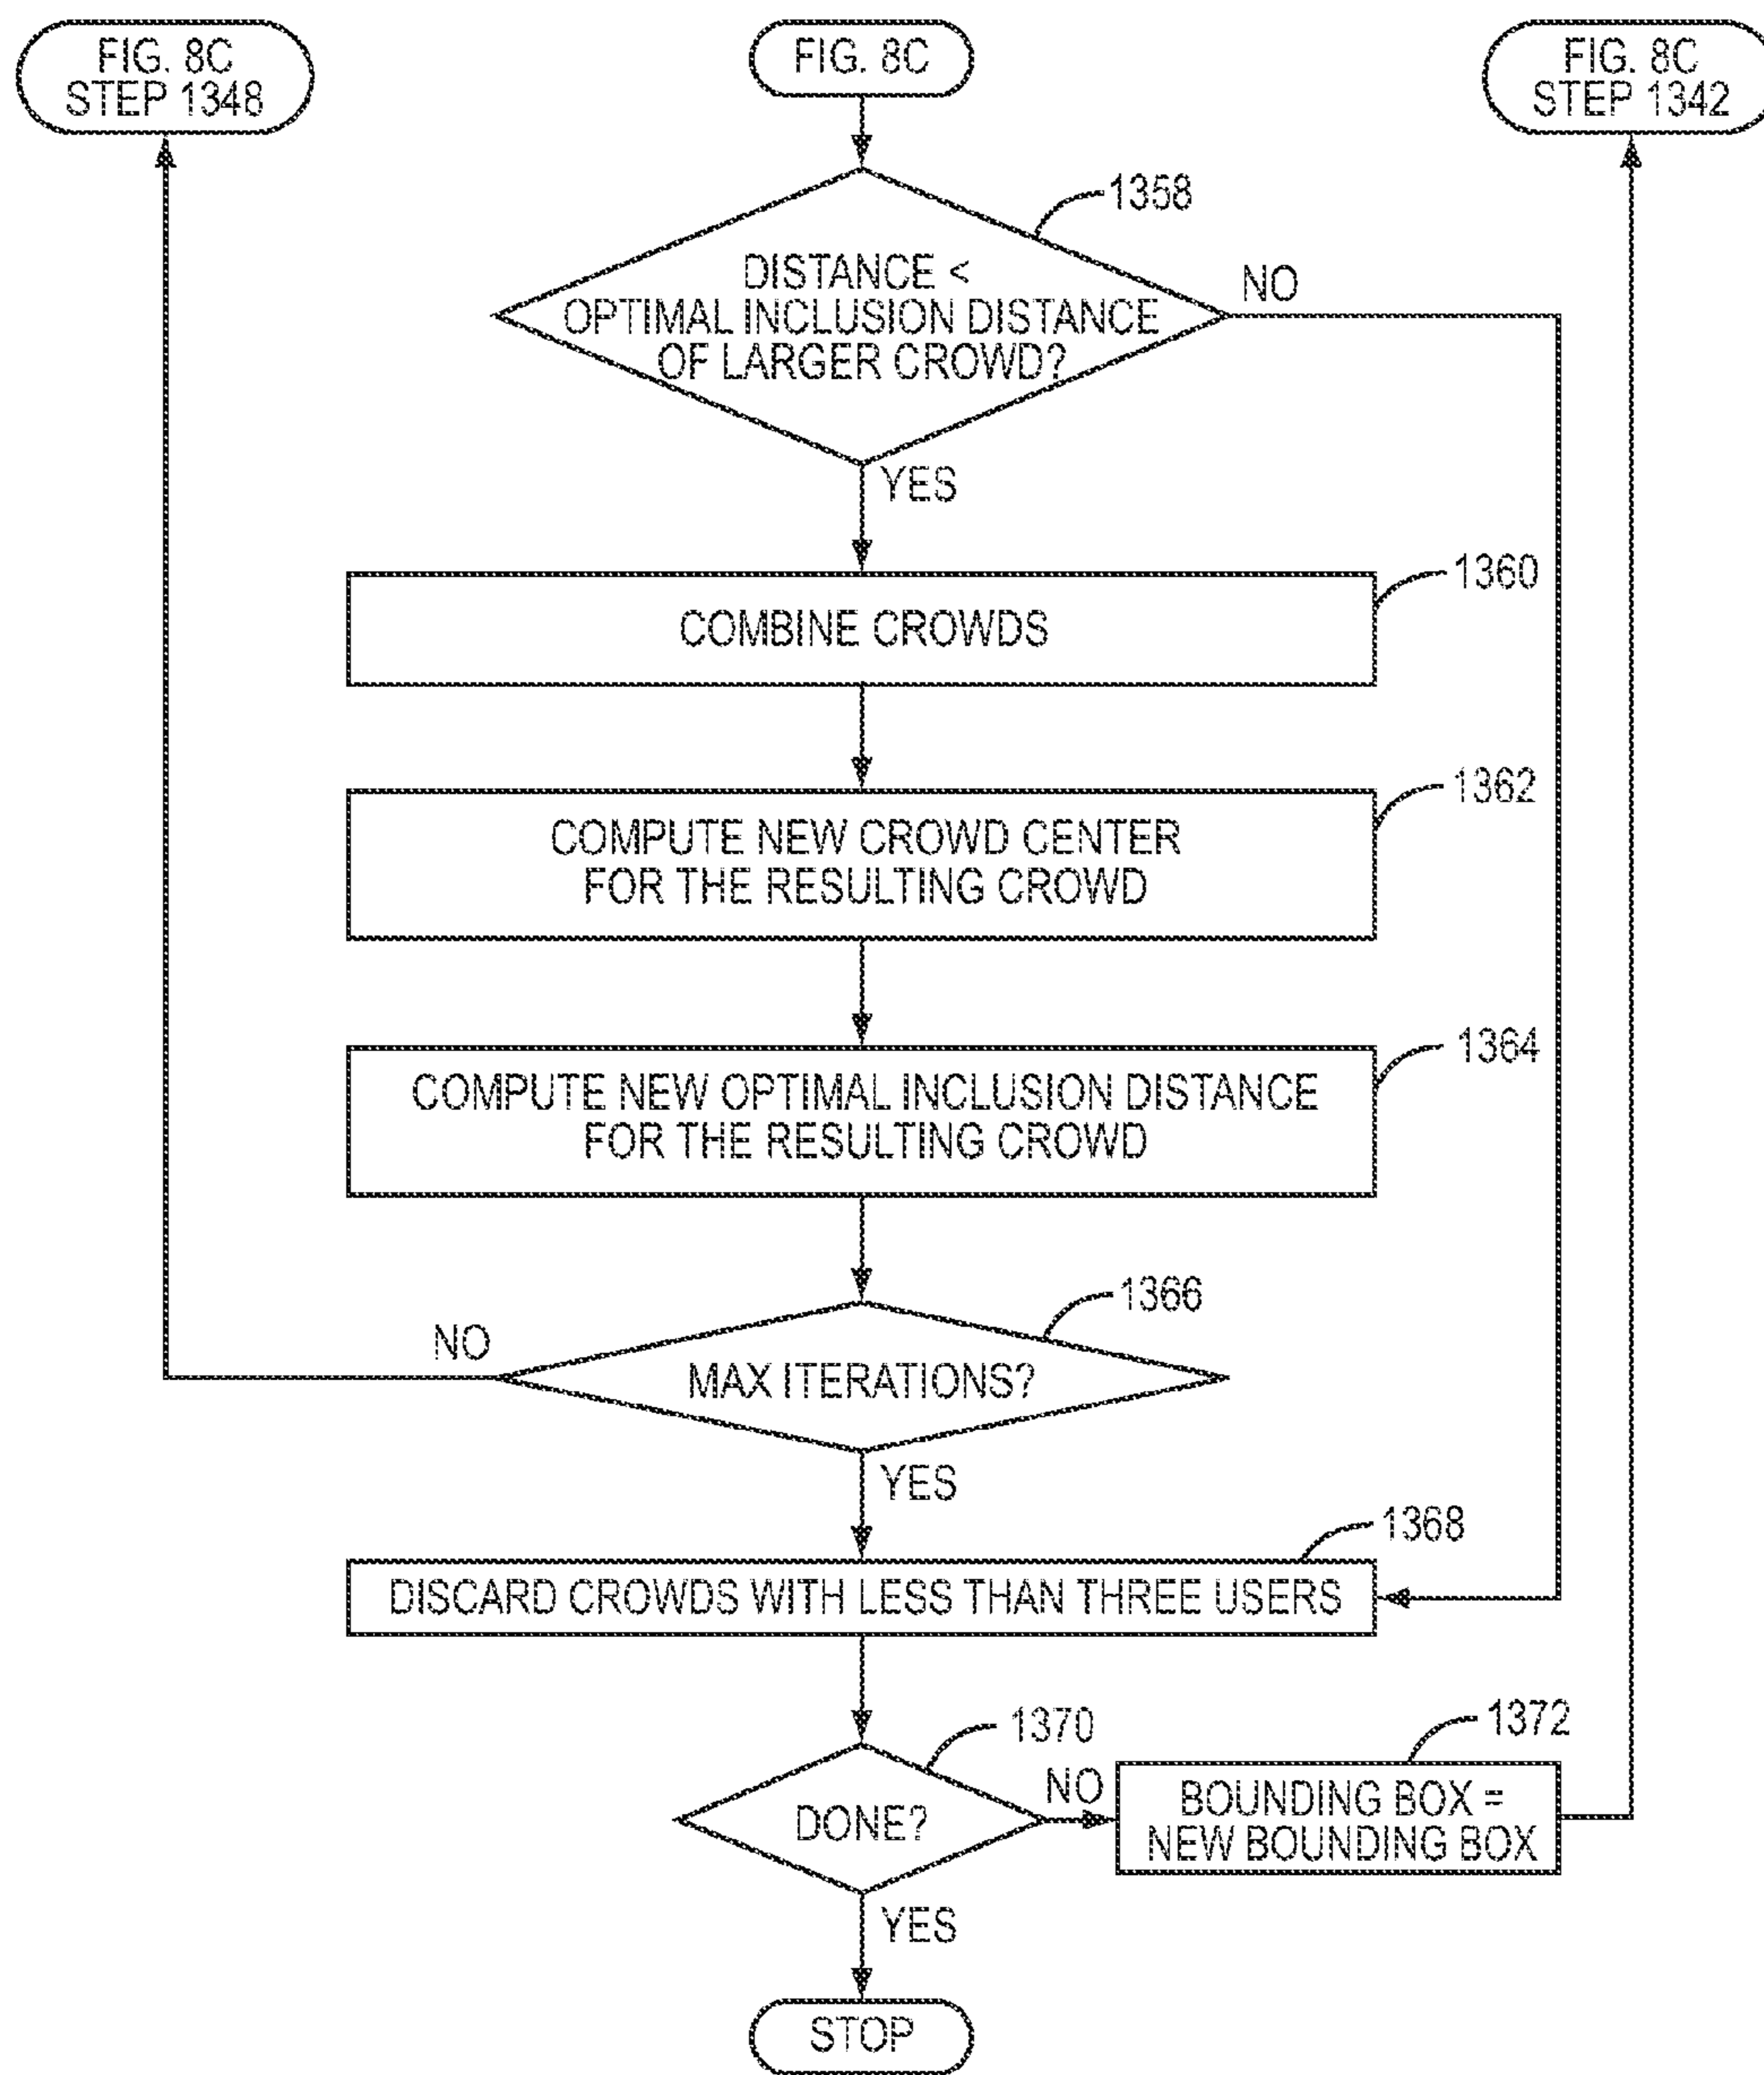 FIG. 8C
STEP 1348
FIG. 8C
FIG. 8C
STEP 1342
1358
DISTANCE <
OPTIMAL INCLUSION DISTANCE
OF LARGER CROWD?
NO
YES
1360
COMBINE CROWDS
1362
COMPUTE NEW CROWD CENTER
FOR THE RESULTING CROWD
1364
COMPUTE NEW OPTIMAL INCLUSION DISTANCE
FOR THE RESULTING CROWD
1366
NO
MAX ITERATIONS?
YES
1368
DISCARD CROWDS WITH LESS THAN THREE USERS
1370
1372
NO
DONE?
BOUNDING BOX =
NEW BOUNDING BOX
YES
STOP